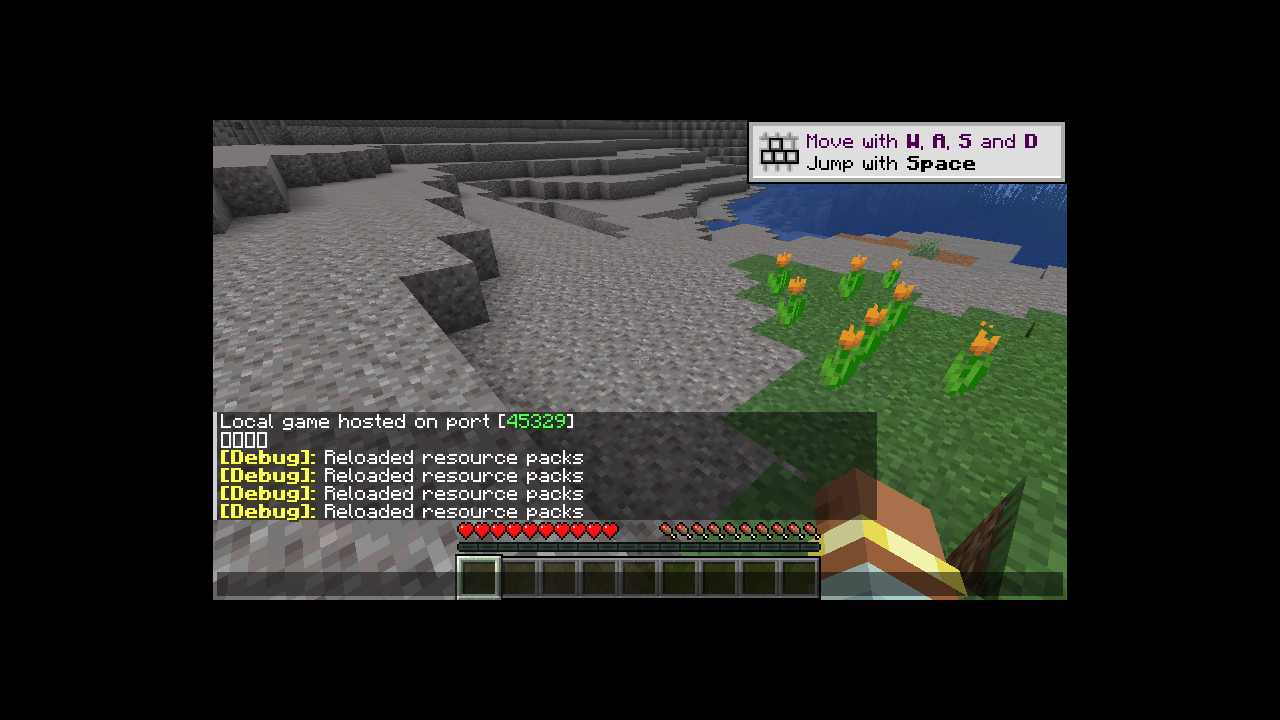 Move with W, A, S and D
Jump with Space
Local game hosted on port [45329]
[Debug]: Reloaded resource packs
[Debug]: Reloaded resource packs
[Debug]: Reloaded resource packs
[Debug]: Reloaded resource packs